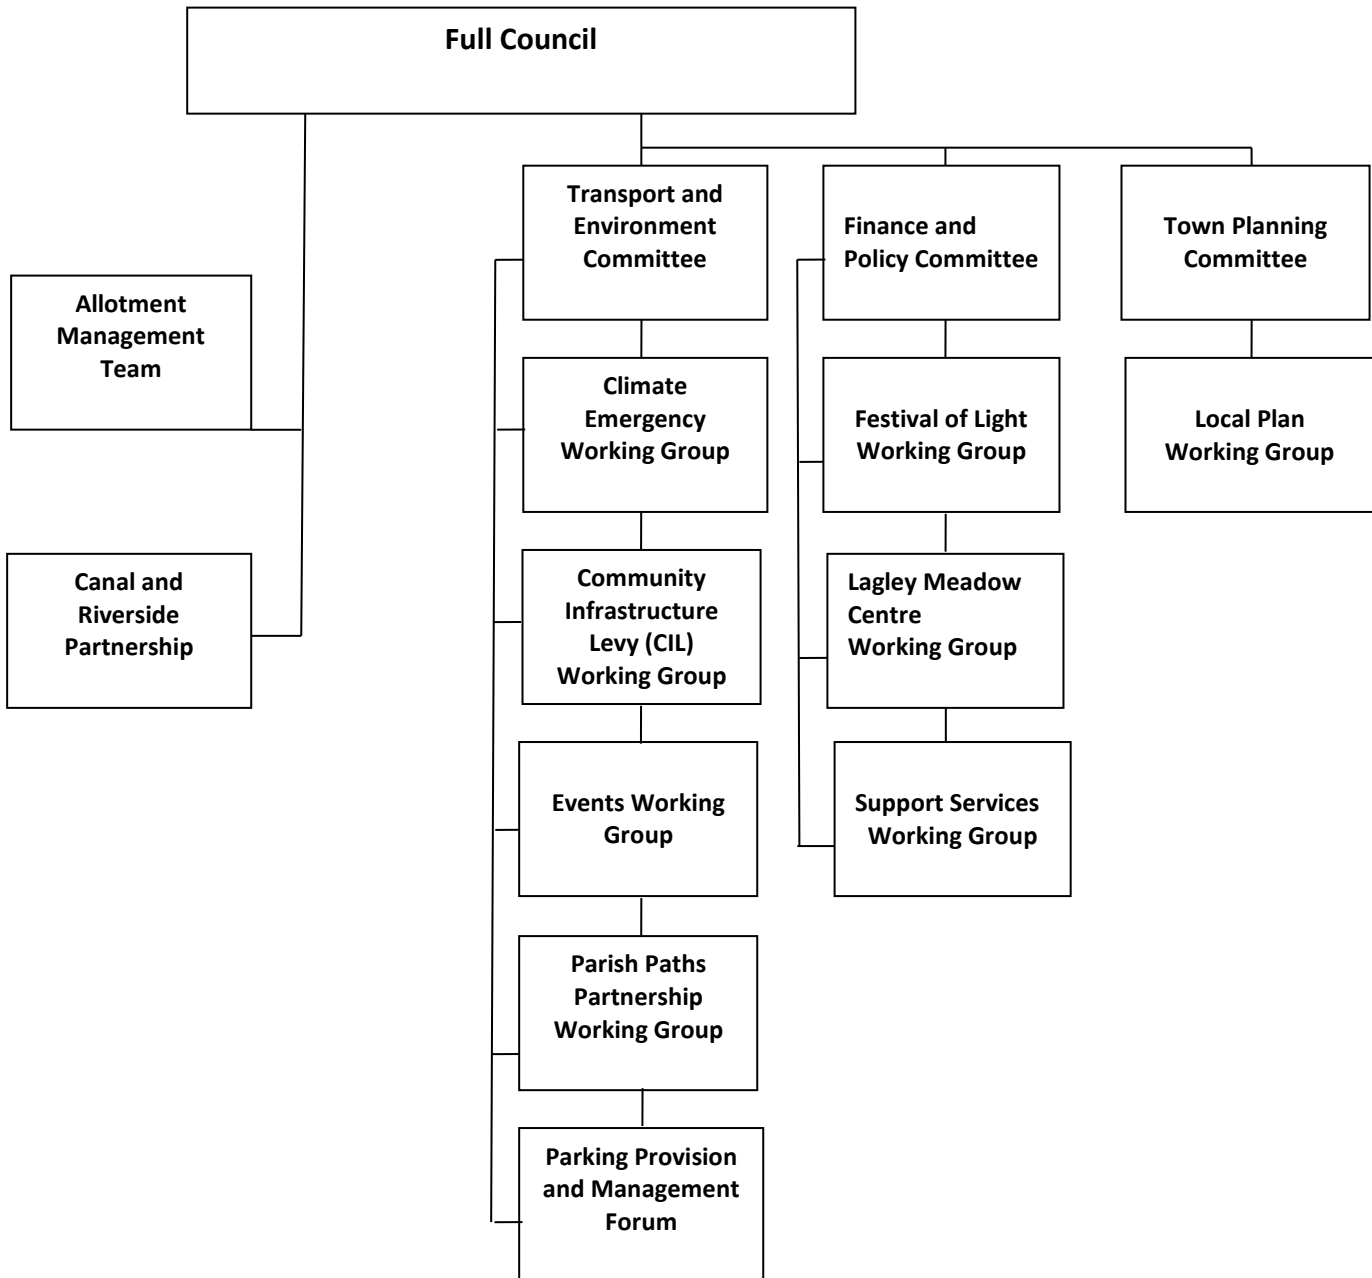 Full Council
Transport and
Environment
Committee
Finance and
Policy Committee
Town Planning
Committee
Allotment
Management
Team
Climate
Emergency
Working Group
Festival of Light
Working Group
Local Plan
Working Group
Canal and
Riverside
Partnership
Community
Infrastructure
Levy (CIL)
Working Group
Lagley Meadow
Centre
Working Group
Events Working
Group
Support Services
Working Group
Parish Paths
Partnership
Working Group
Parking Provision
and Management
Forum